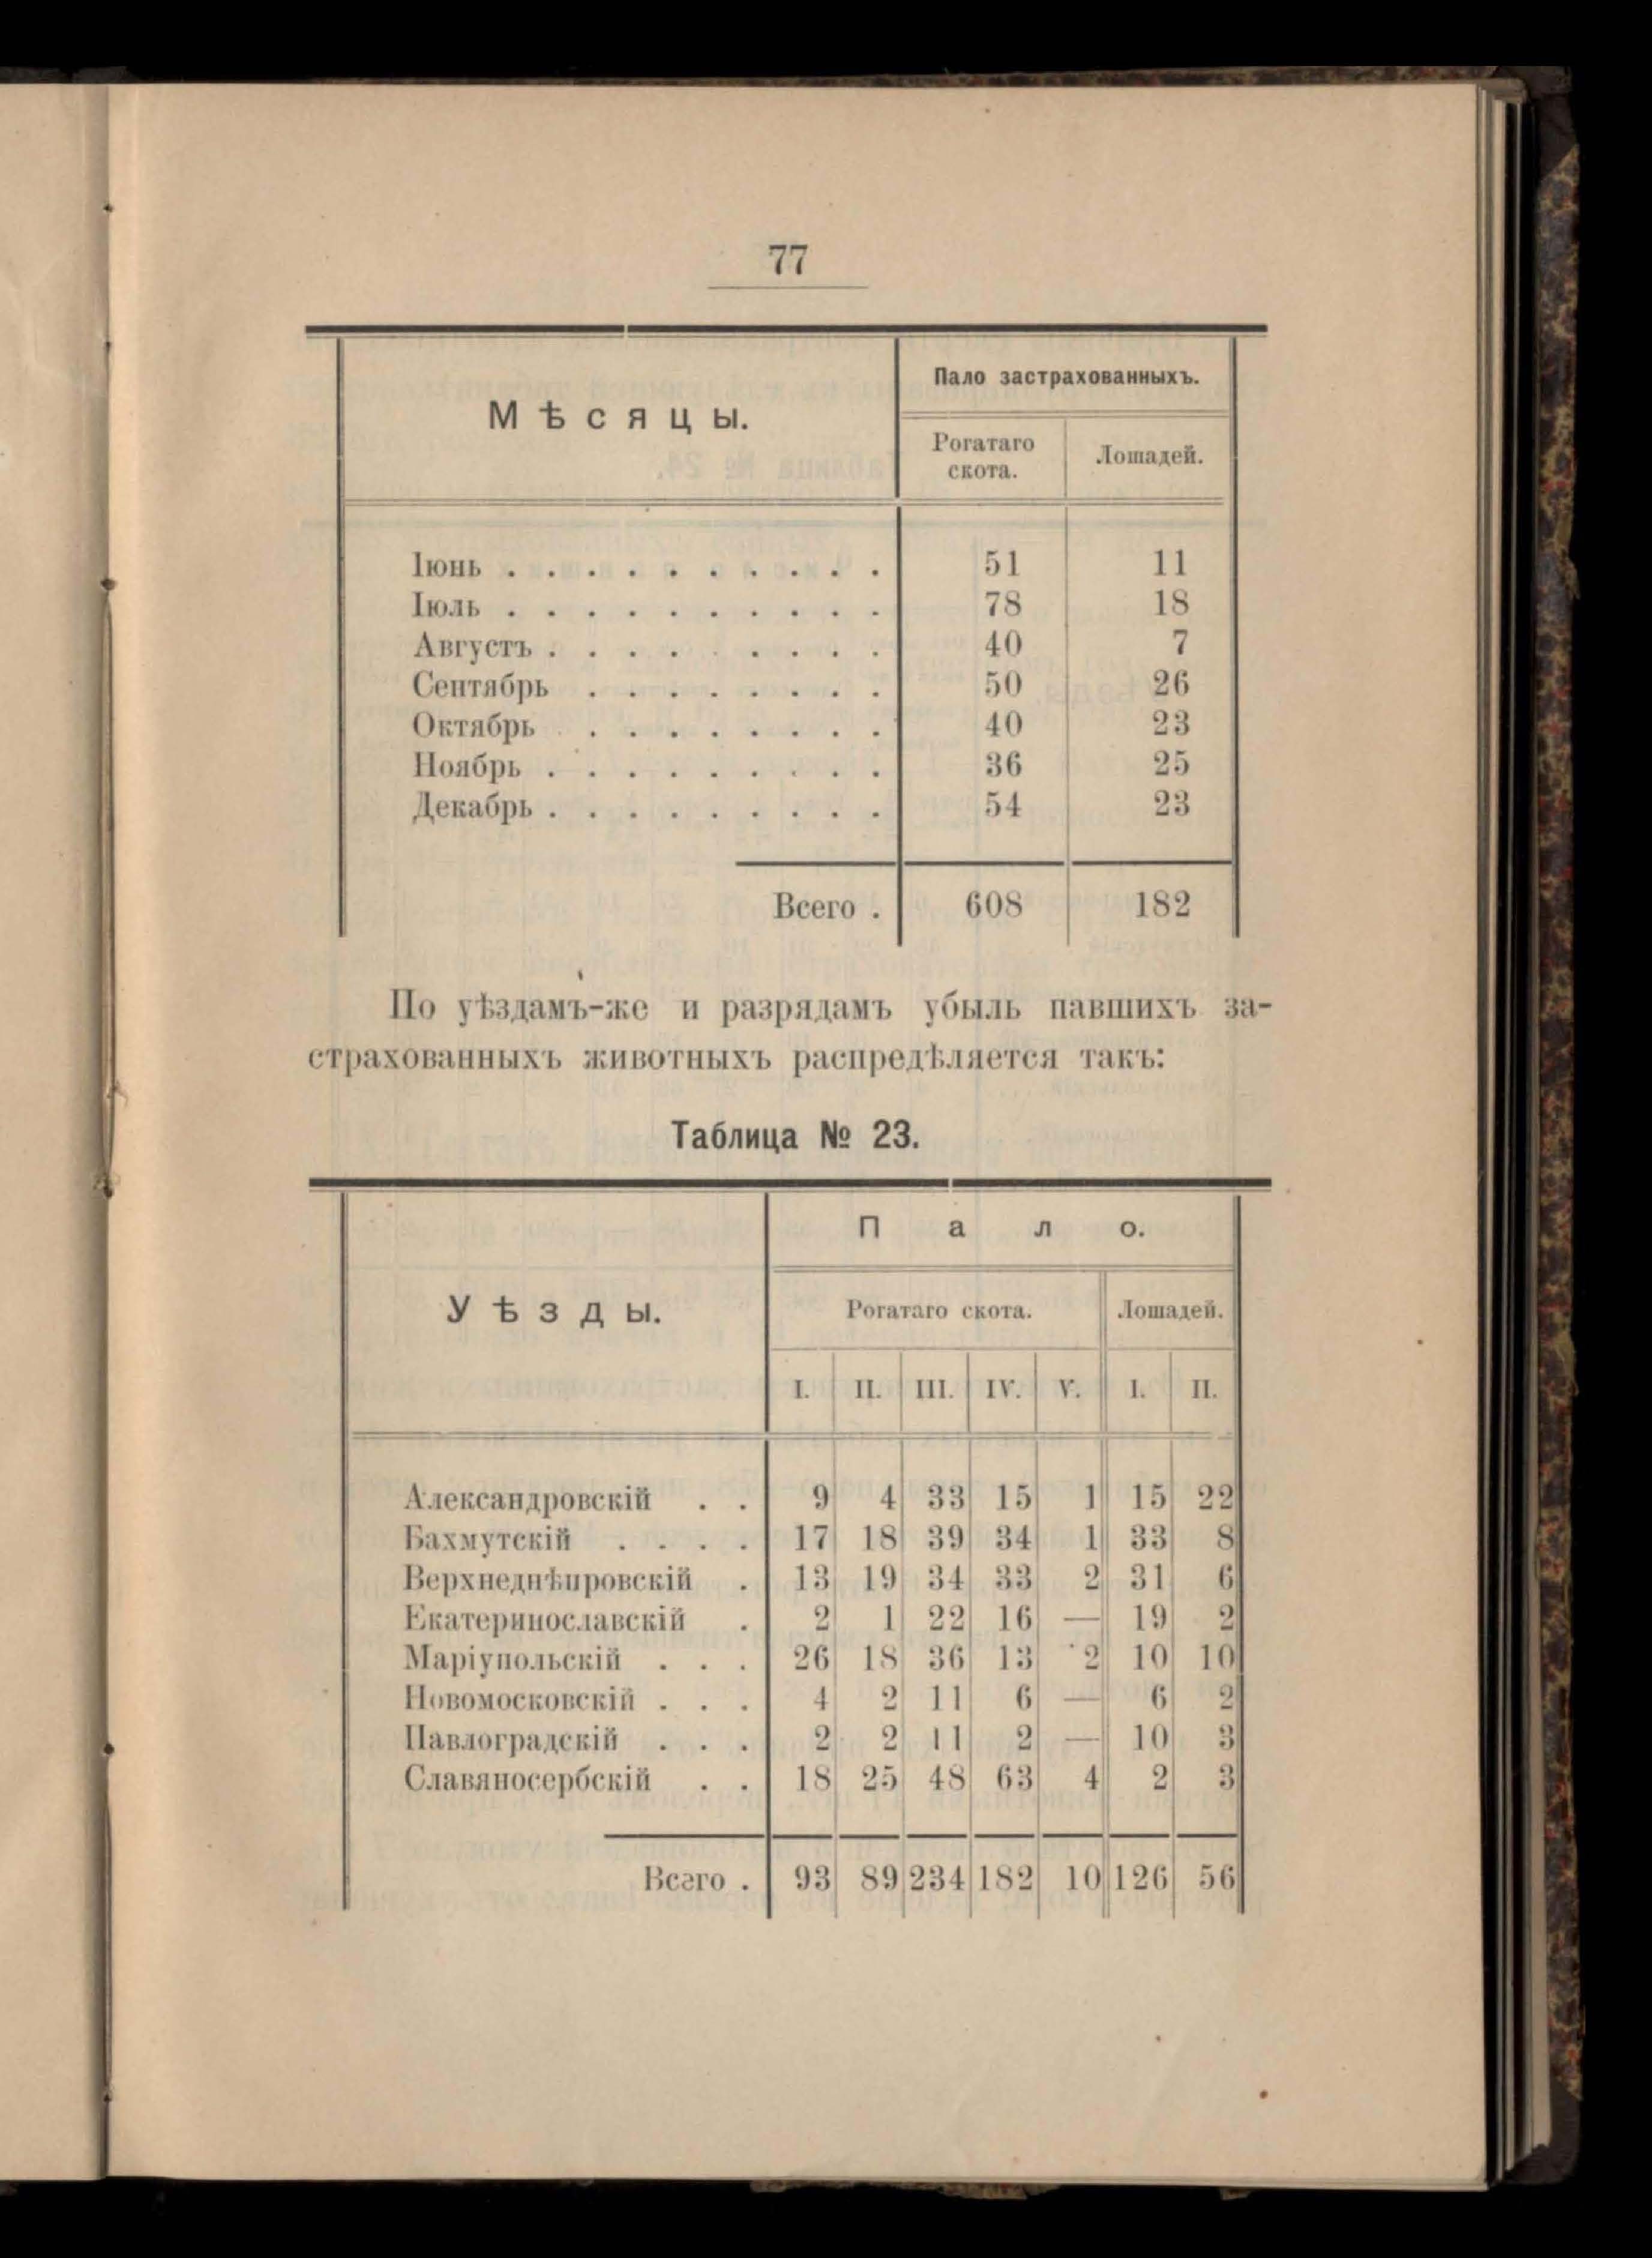 77
Мѣсяцы.
Пало застрахованныхъ.
Рогатаго скота.
Лошадей.
Іюнь . . . . . . . . . . 51 11
Іюль . . . . . . . . . . 78 18
Августъ . . . . . . . . . 40 7
Сентябрь . . . . . . . . 50 26
Октябрь . . . . . . . . 40 23
Ноябрь . . . . . . . . . 36 25
Декабрь . . . . . . . . . 54 23
Всего . 608 182
По уѣздамъ-же и разрядамъ убыль павшихъ за-
страхованныхъ животныхъ распредѣляется такъ:
Таблица № 23.
Уѣзды.
Пало.
Рогатаго скота. Лошадей.
I. II. III. IV. V. I. II.
Александровскій . . 9 4 33 15 1 15 22
Бахмутскій . . . . 17 18 39 34 1 33 8
Верхнеднѣпровскій . 13 19 34 33 2 31 6
Екатеринославскій . 2 1 22 16 — 19 2
Маріупольскій . . . 26 18 36 13 2 10 10
Новомосковскій . . . 4 2 11 6 — 6 2
Павлоградскій . . . 2 2 11 2 — 10 3
Славяносербскій . . 18 25 48 63 4 2 3
Всего . 93 89 234 182 10 126 56